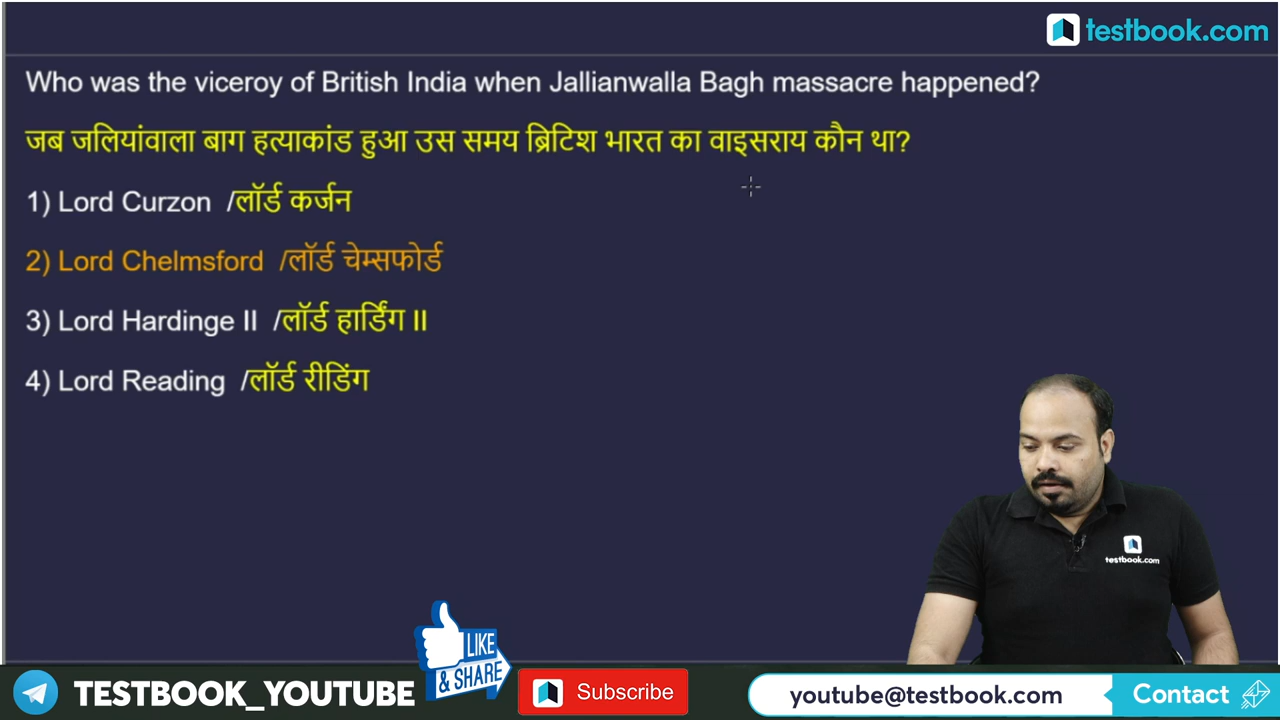 testbook.com
Who was the viceroy of British India when Jallianwalla Bagh massacre happened?
जब जलियांवाला बाग हत्याकांड हुआ उस समय ब्रिटिश भारत का वाइसराय कौन था?
1) Lord Curzon /लॉर्ड कर्जन
2) Lord Chelmsford /लॉर्ड चेम्सफोर्ड
3) Lord Hardinge II /लॉर्ड हार्डिंग II
4) Lord Reading /लॉर्ड रीडिंग
testbook.com
LIKE
& SHARE
TESTBOOK_YOUTUBE
Subscribe
youtube@testbook.com
Contact